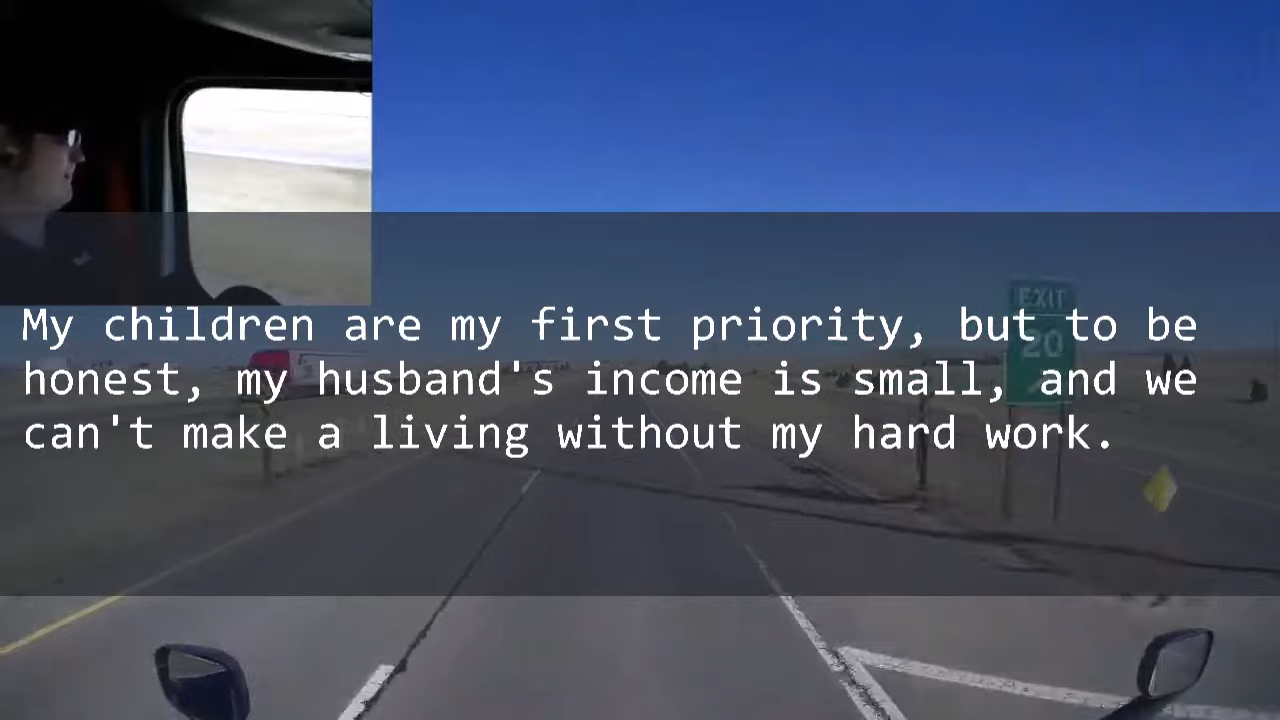 My children are my first priority, but to be
honest, my husband's income is small, and we
can't make a living without my hard work.
EXIT
20